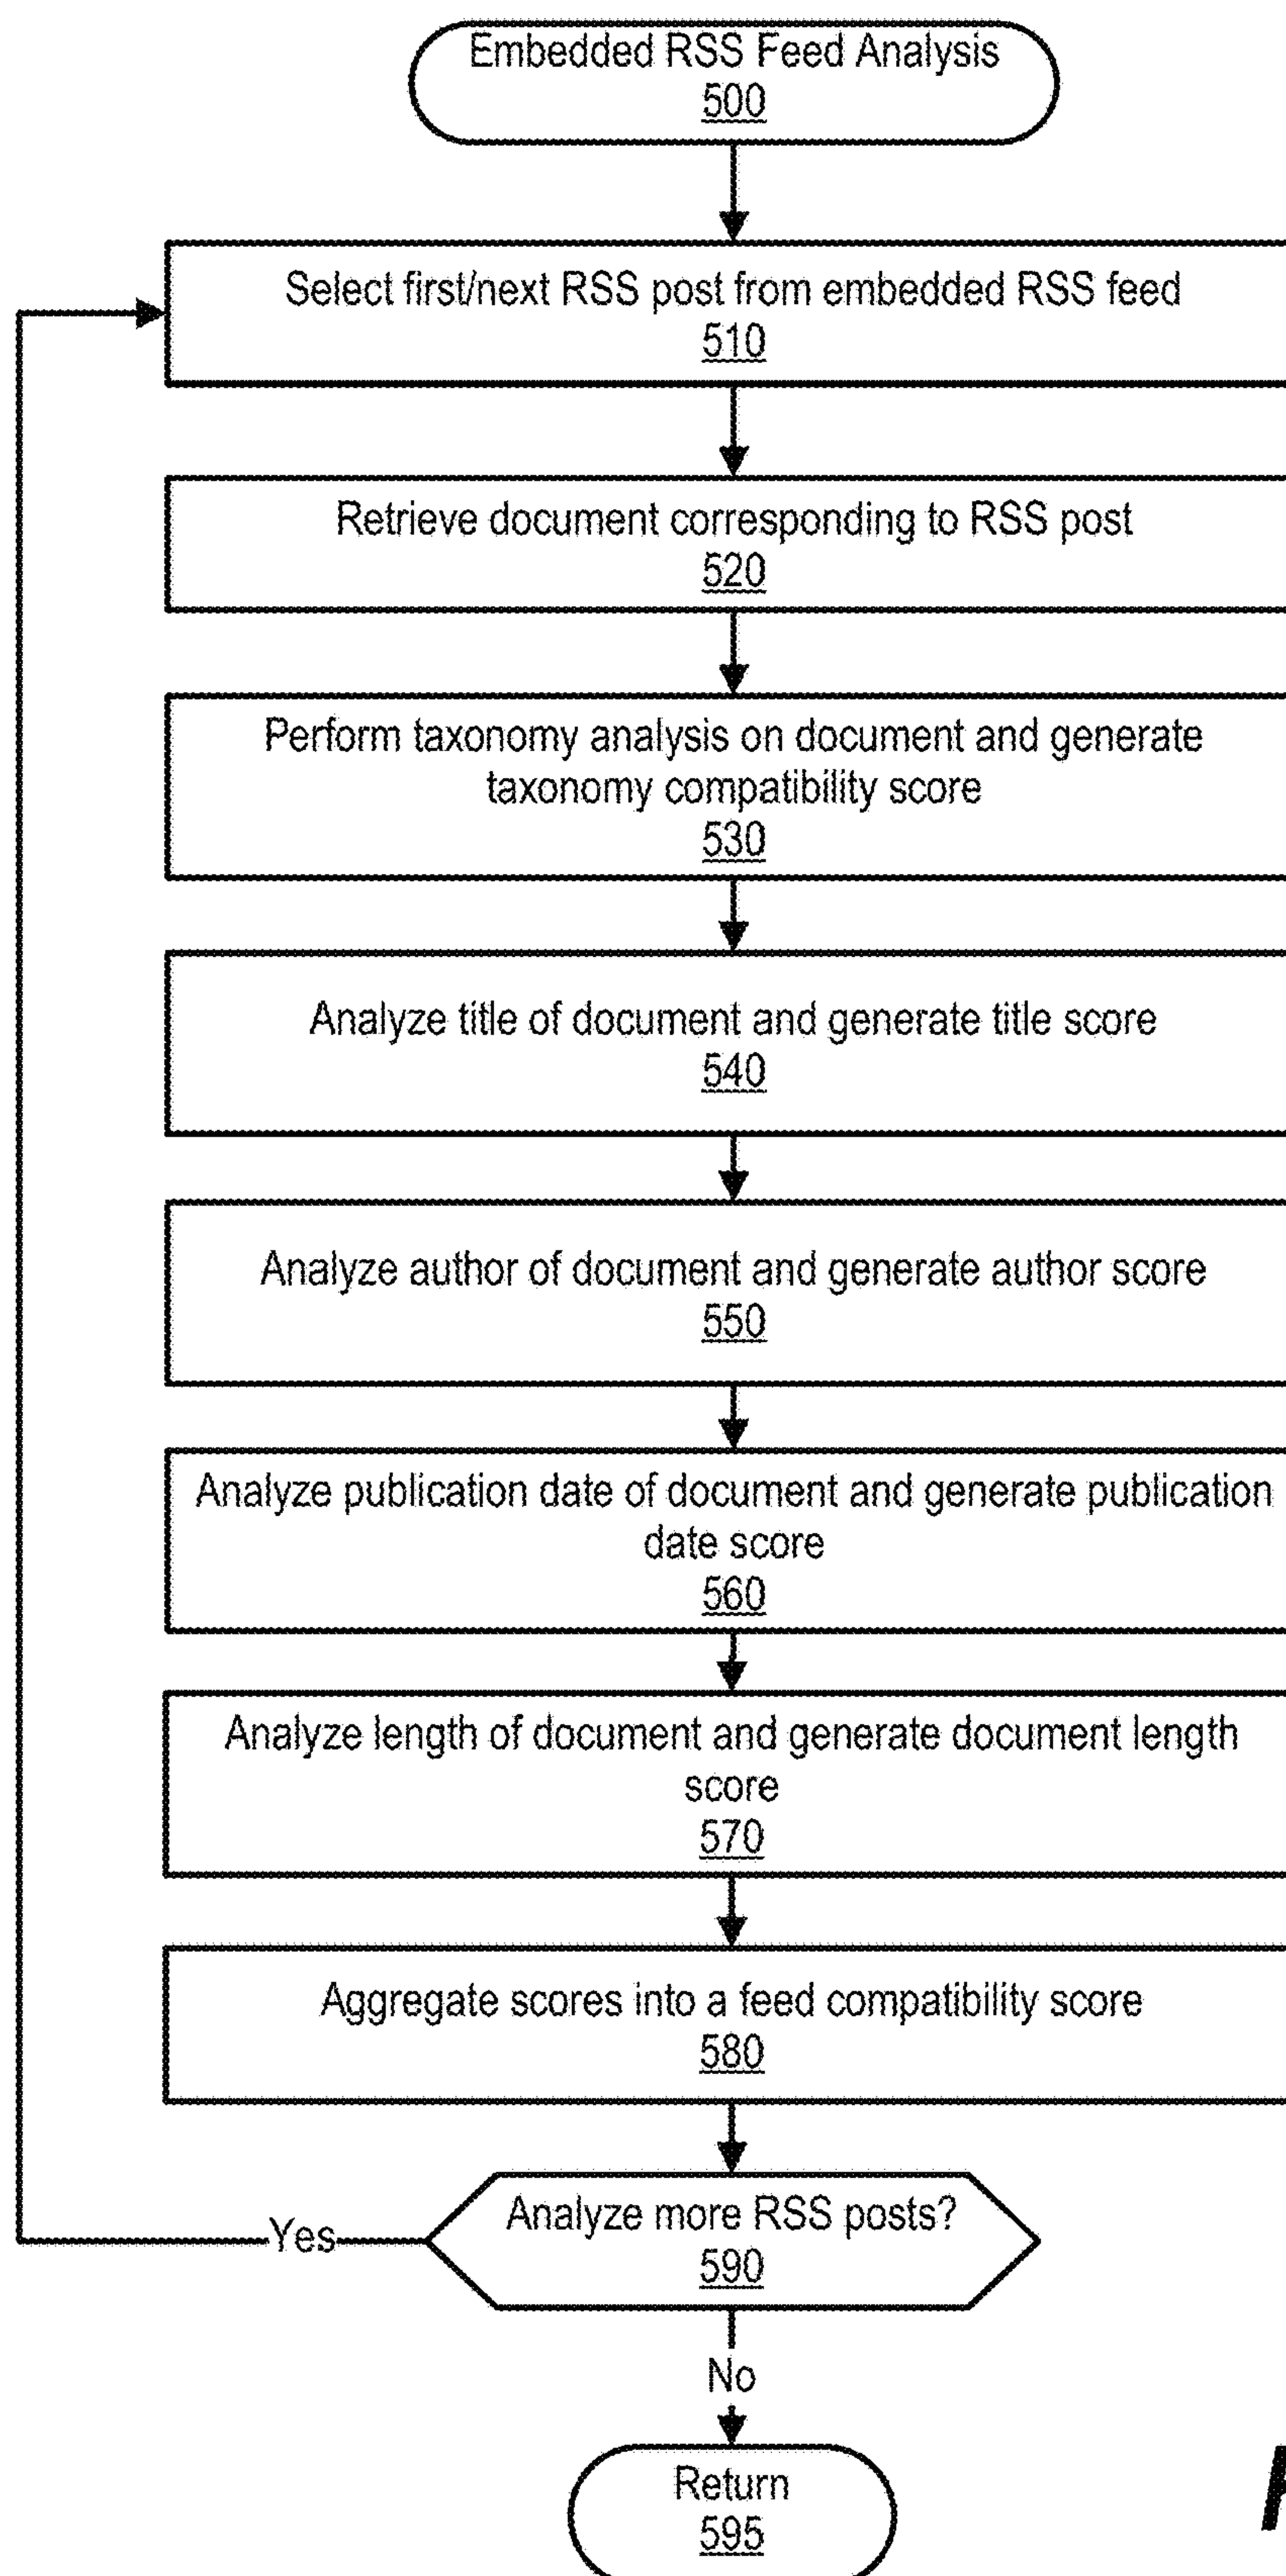 Embedded RSS Feed Analysis
500
Select first/next RSS post from embedded RSS feed
510
Retrieve document corresponding to RSS post
520
Perform taxonomy analysis on document and generate
taxonomy compatibility score
530
Analyze title of document and generate title score
540
Analyze author of document and generate author score
550
Analyze publication date of document and generate publication
date score
560
Analyze length of document and generate document length
score
570
Aggregate scores into a feed compatibility score
580
Analyze more RSS posts?
590
Yes
No
Return
595